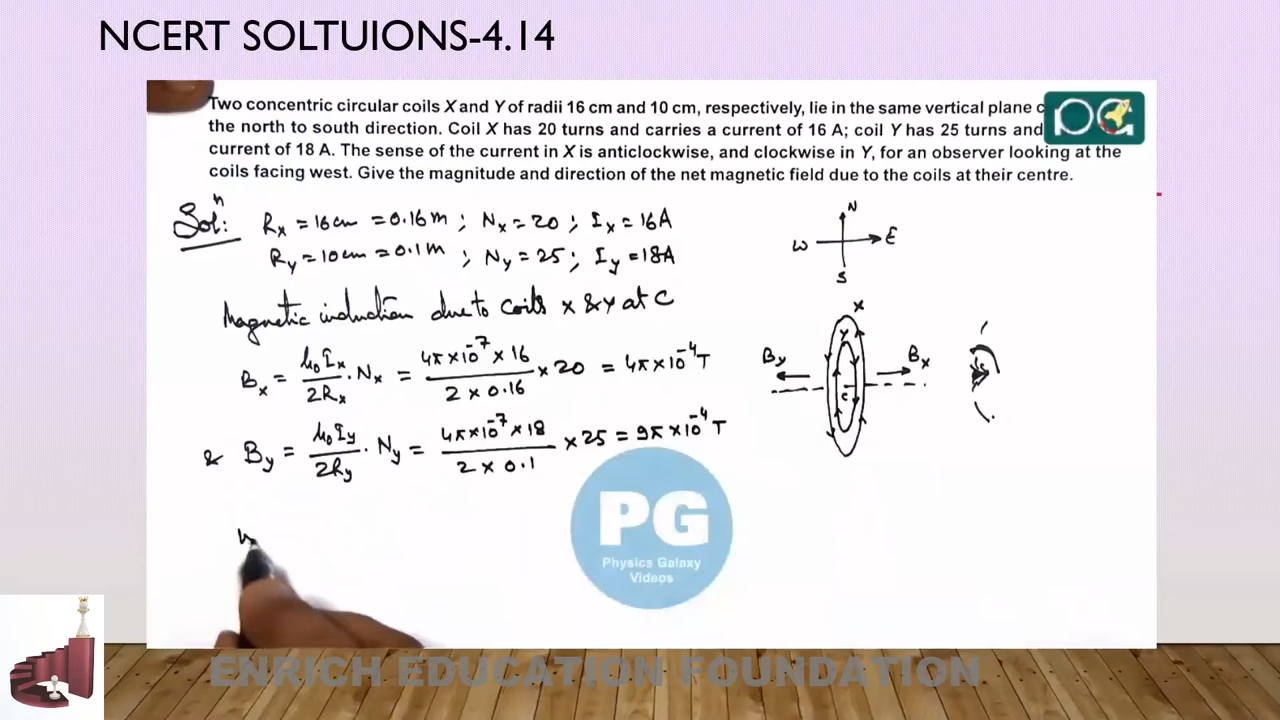 NCERT SOLTUIONS-4.14
Two concentric circular coils X and Y of radii 16 cm and 10 cm, respectively, lie in the same vertical plane
the north to south direction. Coil X has 20 turns and carries a current of 16 A; coil Y has 25 turns and
current of 18 A. The sense of the current in X is anticlockwise, and clockwise in Y, for an observer looking at the
coils facing west. Give the magnitude and direction of the net magnetic field due to the coils at their centre.
Solⁿ: Rx = 16cm = 0.16m ; Nx = 20 ; Ix = 16A
Ry = 10cm = 0.1m ; Ny = 25 ; Iy = 18A
Magnetic induction due to coils X & Y at C
Bx = μ₀Ix/2Rx · Nx = 4π×10⁻⁷×16/2×0.16 × 20 = 4π×10⁻⁴T
& By = μ₀Iy/2Ry · Ny = 4π×10⁻⁷×18/2×0.1 × 25 = 9π×10⁻⁴T
N
W E
S
X
Y
By Bx
C
PG
Physics Galaxy
Videos
ENRICH EDUCATION FOUNDATION